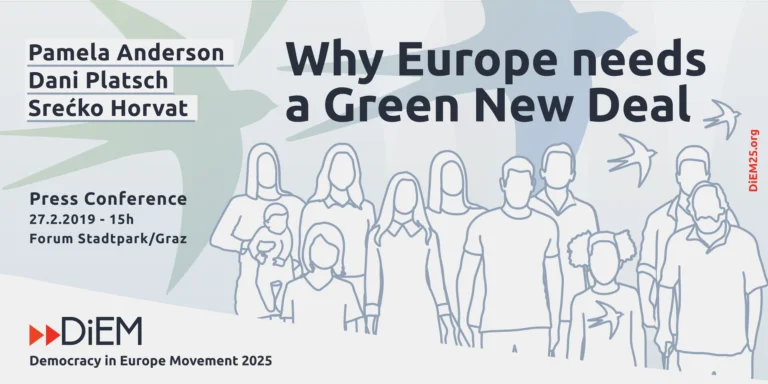 Pamela Anderson
Dani Platsch
Srećko Horvat
Why Europe needs
a Green New Deal
Press Conference
27.2.2019 - 15h
Forum Stadtpark/Graz
DiEM25.org
DiEM
Democracy in Europe Movement 2025